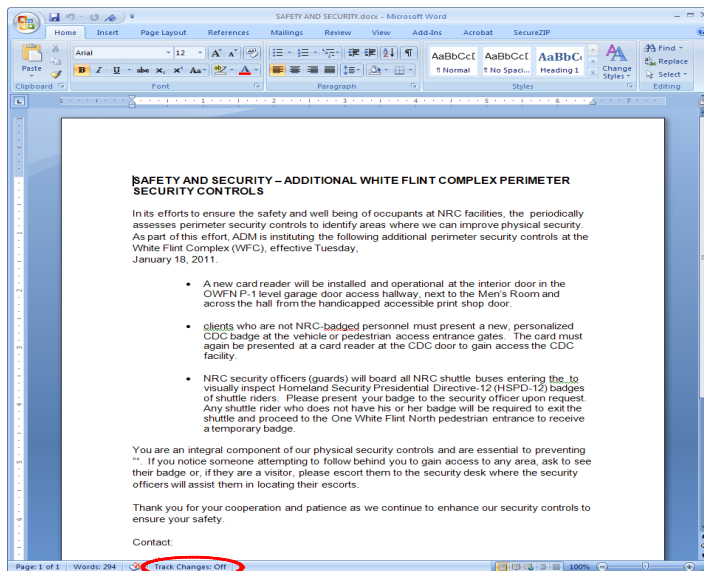 SAFETY AND SECURITY.docx - Microsoft Word
Home Insert Page Layout References Mailings Review View Add-Ins Acrobat SecureZIP
Arial 12 A A Aa
Paste B I U abc x, x² Aa A
AaBbCcI AaBbCcI AaBbC
¶ Normal ¶ No Spaci... Heading 1
Change Styles
Find
Replace
Select
Clipboard Font Paragraph Styles Editing
SAFETY AND SECURITY – ADDITIONAL WHITE FLINT COMPLEX PERIMETER
SECURITY CONTROLS
In its efforts to ensure the safety and well being of occupants at NRC facilities, the periodically
assesses perimeter security controls to identify areas where we can improve physical security.
As part of this effort, ADM is instituting the following additional perimeter security controls at the
White Flint Complex (WFC), effective Tuesday,
January 18, 2011.
• A new card reader will be installed and operational at the interior door in the
OWFN P-1 level garage door access hallway, next to the Men's Room and
across the hall from the handicapped accessible print shop door.
• clients who are not NRC-badged personnel must present a new, personalized
CDC badge at the vehicle or pedestrian access entrance gates. The card must
again be presented at a card reader at the CDC door to gain access the CDC
facility.
• NRC security officers (guards) will board all NRC shuttle buses entering the to
visually inspect Homeland Security Presidential Directive-12 (HSPD-12) badges
of shuttle riders. Please present your badge to the security officer upon request.
Any shuttle rider who does not have his or her badge will be required to exit the
shuttle and proceed to the One White Flint North pedestrian entrance to receive
a temporary badge.
You are an integral component of our physical security controls and are essential to preventing
"". If you notice someone attempting to follow behind you to gain access to any area, ask to see
their badge or, if they are a visitor, please escort them to the security desk where the security
officers will assist them in locating their escorts.
Thank you for your cooperation and patience as we continue to enhance our security controls to
ensure your safety.
Contact:
Page: 1 of 1 Words: 294 Track Changes: Off 100%